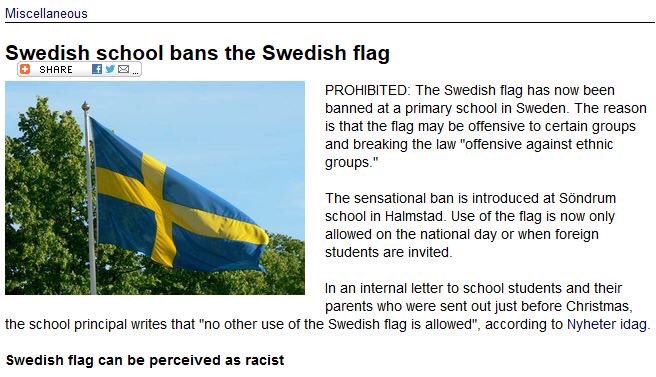 Miscellaneous
Swedish school bans the Swedish flag
SHARE ...
PROHIBITED: The Swedish flag has now been
banned at a primary school in Sweden. The reason
is that the flag may be offensive to certain groups
and breaking the law "offensive against ethnic
groups."
The sensational ban is introduced at Söndrum
school in Halmstad. Use of the flag is now only
allowed on the national day or when foreign
students are invited.
In an internal letter to school students and their
parents who were sent out just before Christmas,
the school principal writes that "no other use of the Swedish flag is allowed", according to Nyheter idag.
Swedish flag can be perceived as racist